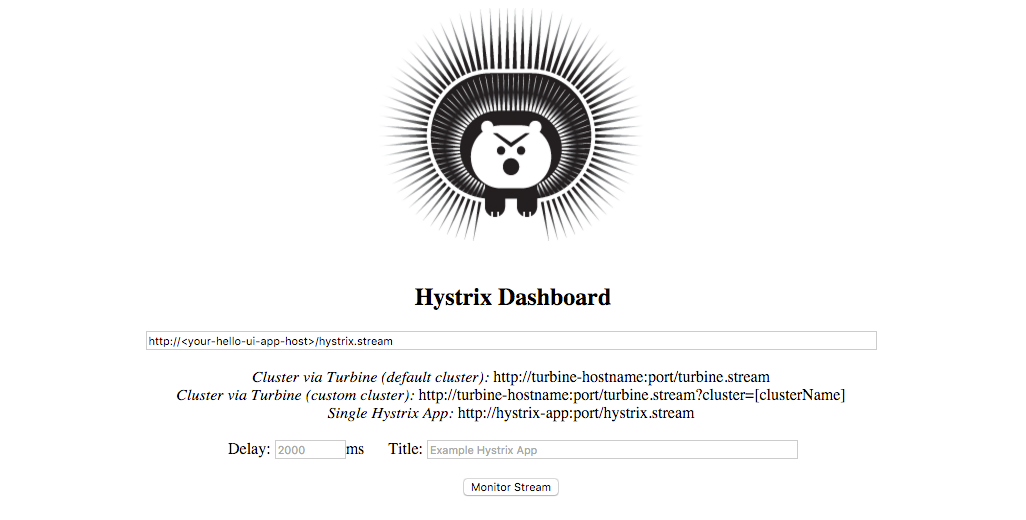 Hystrix Dashboard
http://<your-hello-ui-app-host>/hystrix.stream
Cluster via Turbine (default cluster): http://turbine-hostname:port/turbine.stream
Cluster via Turbine (custom cluster): http://turbine-hostname:port/turbine.stream?cluster=[clusterName]
Single Hystrix App: http://hystrix-app:port/hystrix.stream
Delay: 2000 ms Title: Example Hystrix App
Monitor Stream